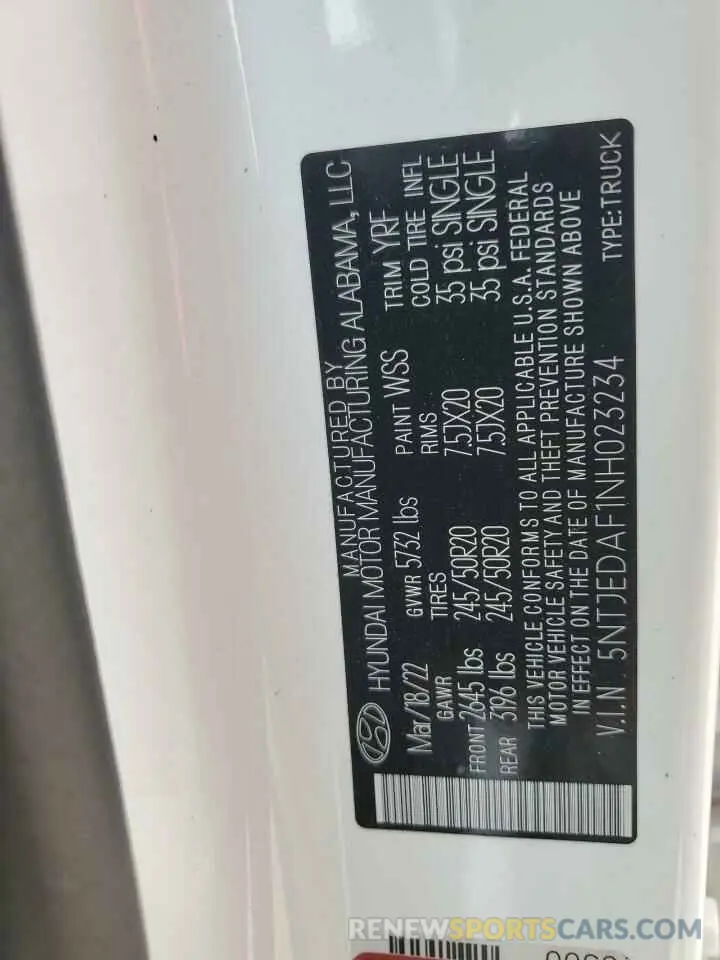 MANUFACTURED BY
HYUNDAI MOTOR MANUFACTURING ALABAMA, LLC
Mar/18/22 GVWR 5732 lbs PAINT WSS TRIM YRF
GAWR TIRES RIMS COLD TIRE INFL
FRONT 2645 lbs 245/50R20 7.5JX20 35 psi SINGLE
REAR 3196 lbs 245/50R20 7.5JX20 35 psi SINGLE
THIS VEHICLE CONFORMS TO ALL APPLICABLE U.S.A. FEDERAL
MOTOR VEHICLE SAFETY AND THEFT PREVENTION STANDARDS
IN EFFECT ON THE DATE OF MANUFACTURE SHOWN ABOVE
V.I.N 5NTJEDAF1NH023234 TYPE:TRUCK
RENEWSPORTSCARS.COM